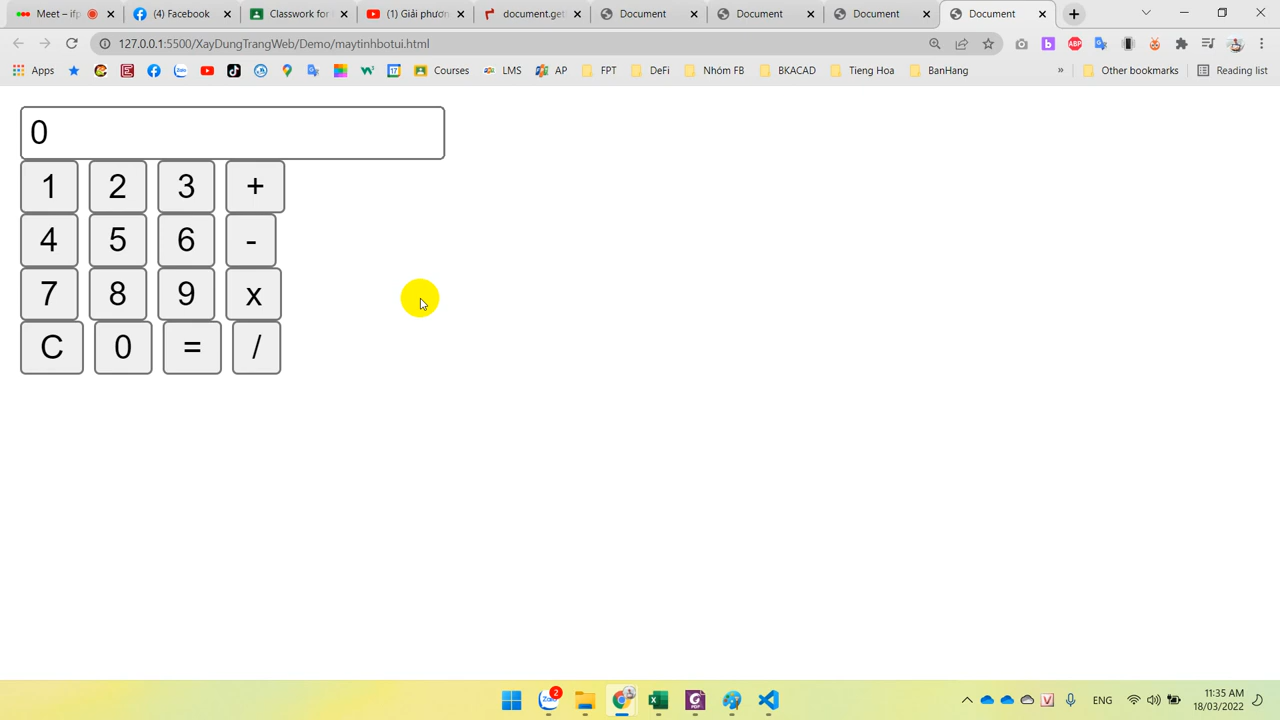 Meet – ifp
(4) Facebook
Classwork for
(1) Giải phươn
document.get
Document
Document
Document
Document
127.0.0.1:5500/XayDungTrangWeb/Demo/maytinhbotui.html
Apps
Courses
LMS
AP
FPT
DeFi
Nhóm FB
BKACAD
Tieng Hoa
BanHang
»
Other bookmarks
Reading list
0
1 2 3 +
4 5 6 -
7 8 9 x
C 0 = /
2
ENG
11:35 AM
18/03/2022